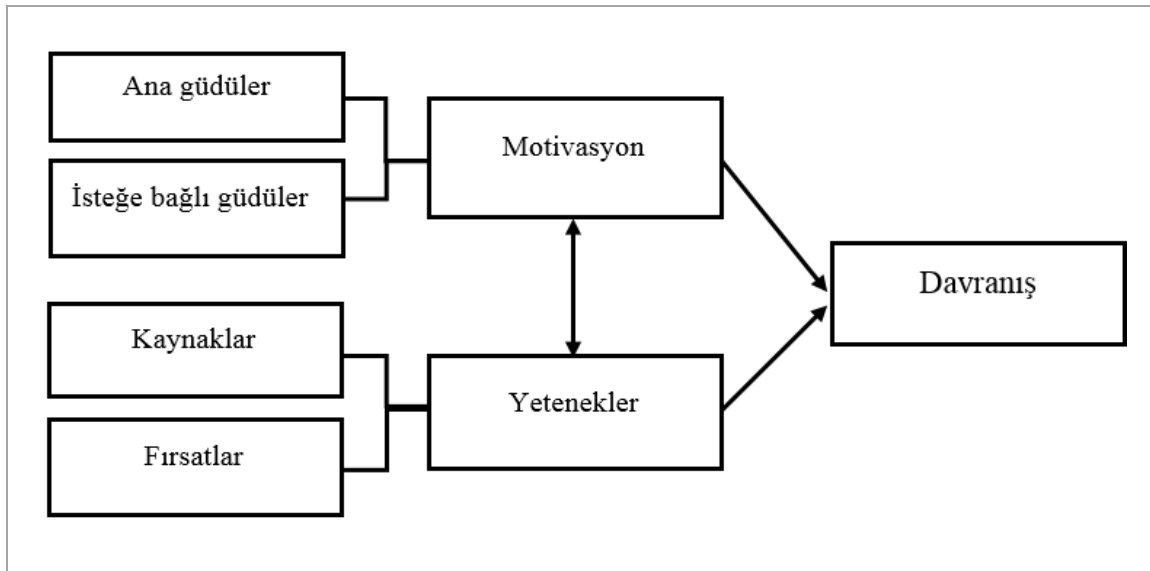 Ana güdüler
İsteğe bağlı güdüler
Motivasyon
Kaynaklar
Fırsatlar
Yetenekler
Davranış